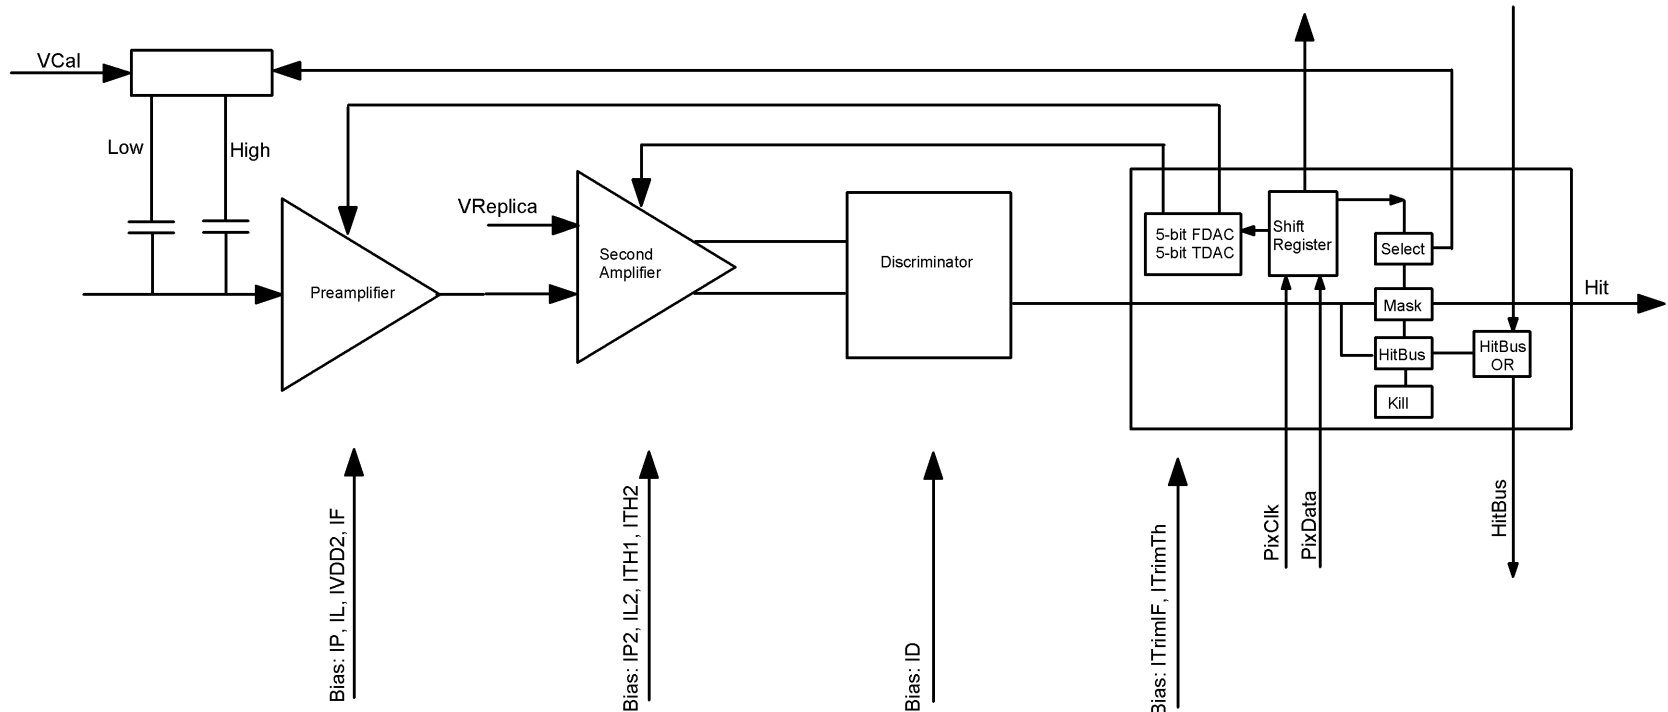 VCal
Low
High
VReplica
Preamplifier
Second
Amplifier
Discriminator
5-bit FDAC
5-bit TDAC
Shift
Register
Select
Mask
Hit
HitBus
HitBus
OR
Kill
Bias: IP, IL, IVDD2, IF
Bias: IP2, IL2, ITH1, ITH2
Bias: ID
Bias: ITrimIF, ITrimTh
PixClk
PixData
HitBus